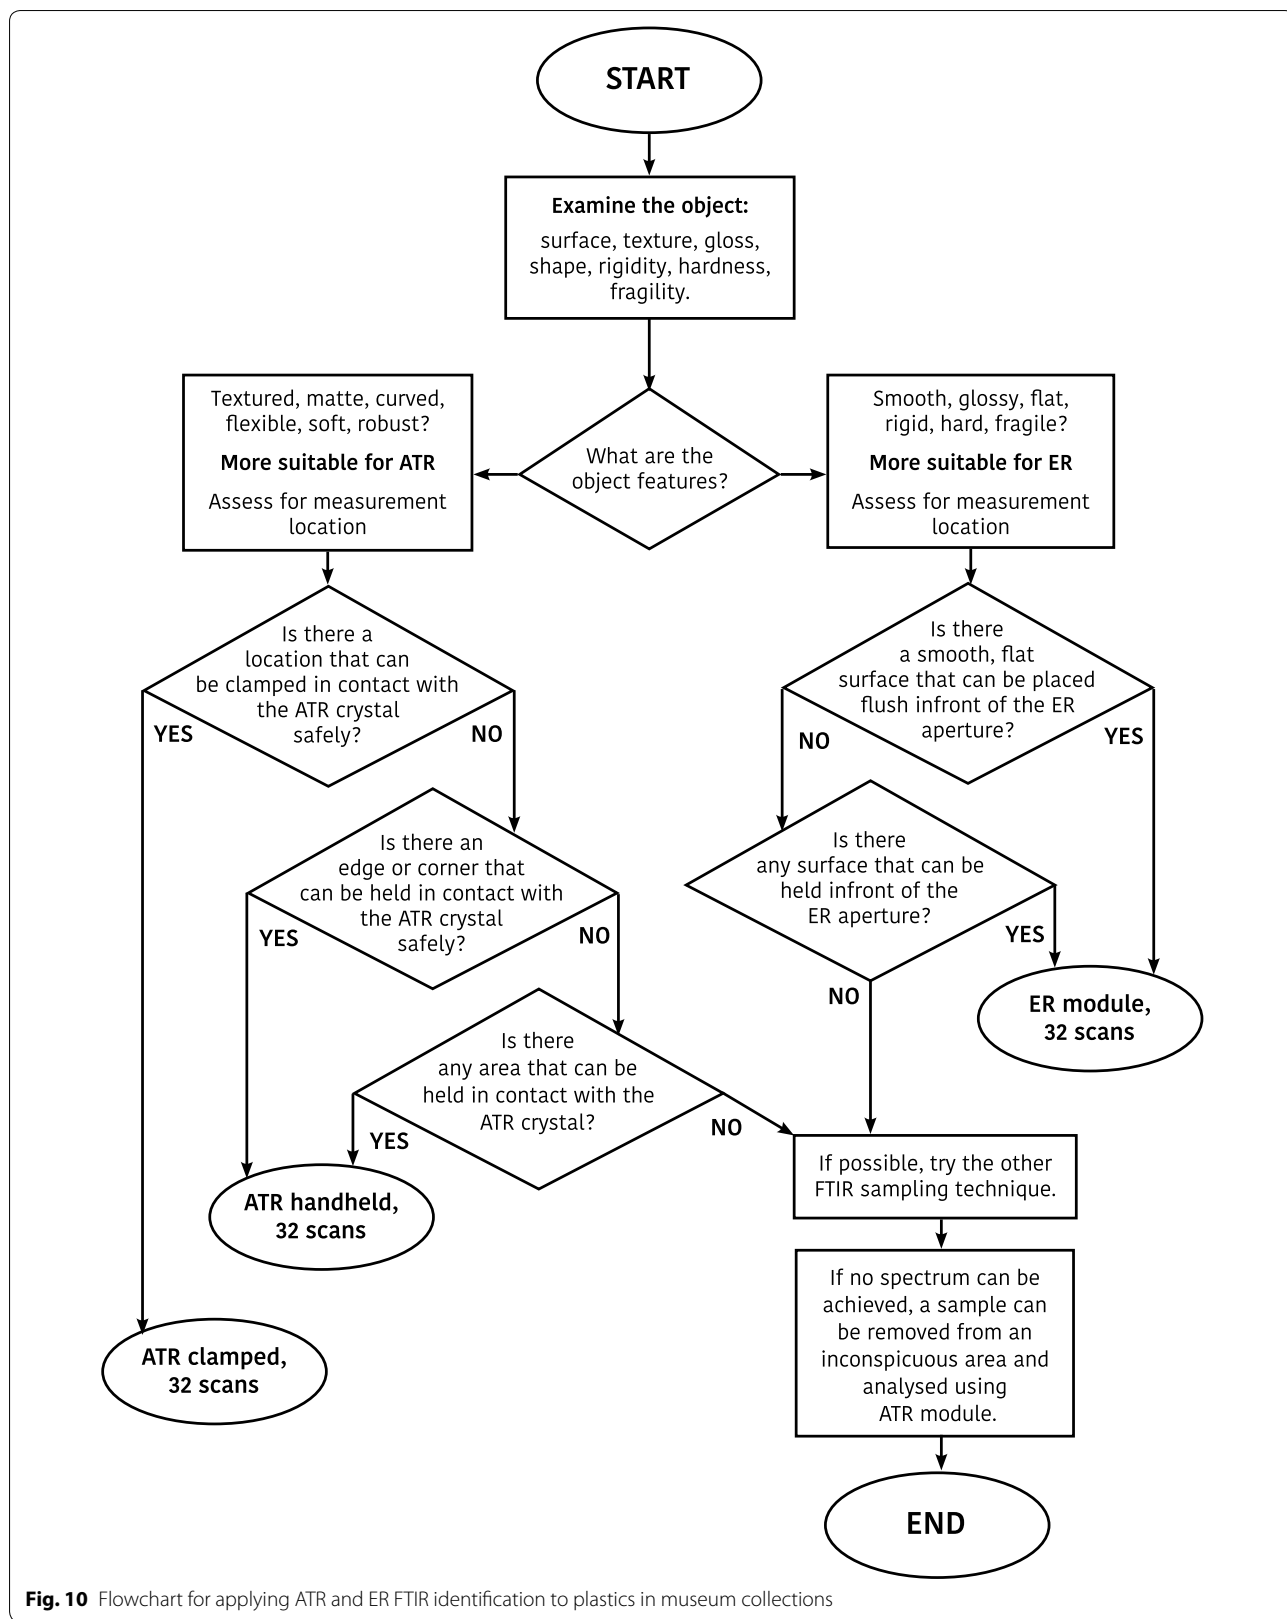 START
Examine the object:
surface, texture, gloss,
shape, rigidity, hardness,
fragility.
What are the
object features?
Textured, matte, curved,
flexible, soft, robust?
More suitable for ATR
Assess for measurement
location
Smooth, glossy, flat,
rigid, hard, fragile?
More suitable for ER
Assess for measurement
location
Is there a
location that can
be clamped in contact with
the ATR crystal
safely?
YES
NO
Is there
a smooth, flat
surface that can be placed
flush infront of the ER
aperture?
NO
YES
Is there an
edge or corner that
can be held in contact with
the ATR crystal
safely?
YES
NO
Is there
any surface that can be
held infront of the
ER aperture?
YES
NO
ER module,
32 scans
Is there
any area that can be
held in contact with the
ATR crystal?
YES
NO
ATR handheld,
32 scans
ATR clamped,
32 scans
If possible, try the other
FTIR sampling technique.
If no spectrum can be
achieved, a sample can
be removed from an
inconspicuous area and
analysed using
ATR module.
END
Fig. 10 Flowchart for applying ATR and ER FTIR identification to plastics in museum collections